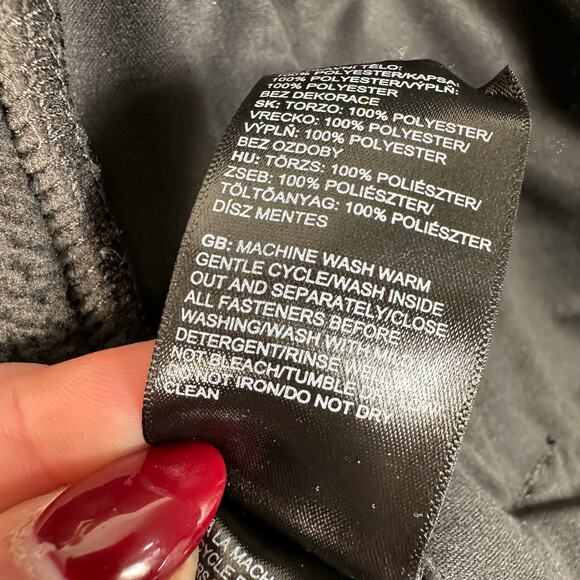 100% POLYESTER/KAPSA:
100% POLYESTER/VÝPLŇ:
100% POLYESTER
BEZ DEKORACE
SK: TORZO: 100% POLYESTER/
VRECKO: 100% POLYESTER/
VÝPLŇ: 100% POLYESTER
BEZ OZDOBY
HU: TÖRZS: 100% POLIÉSZTER/
ZSEB: 100% POLIÉSZTER/
TÖLTŐANYAG: 100% POLIÉSZTER
DÍSZ MENTES
GB: MACHINE WASH WARM
GENTLE CYCLE/WASH INSIDE
OUT AND SEPARATELY/CLOSE
ALL FASTENERS BEFORE
WASHING/WASH WITH
DETERGENT/RINSE
NOT BLEACH/TUMBLE
NOT IRON/DO NOT DRY
CLEAN
LA